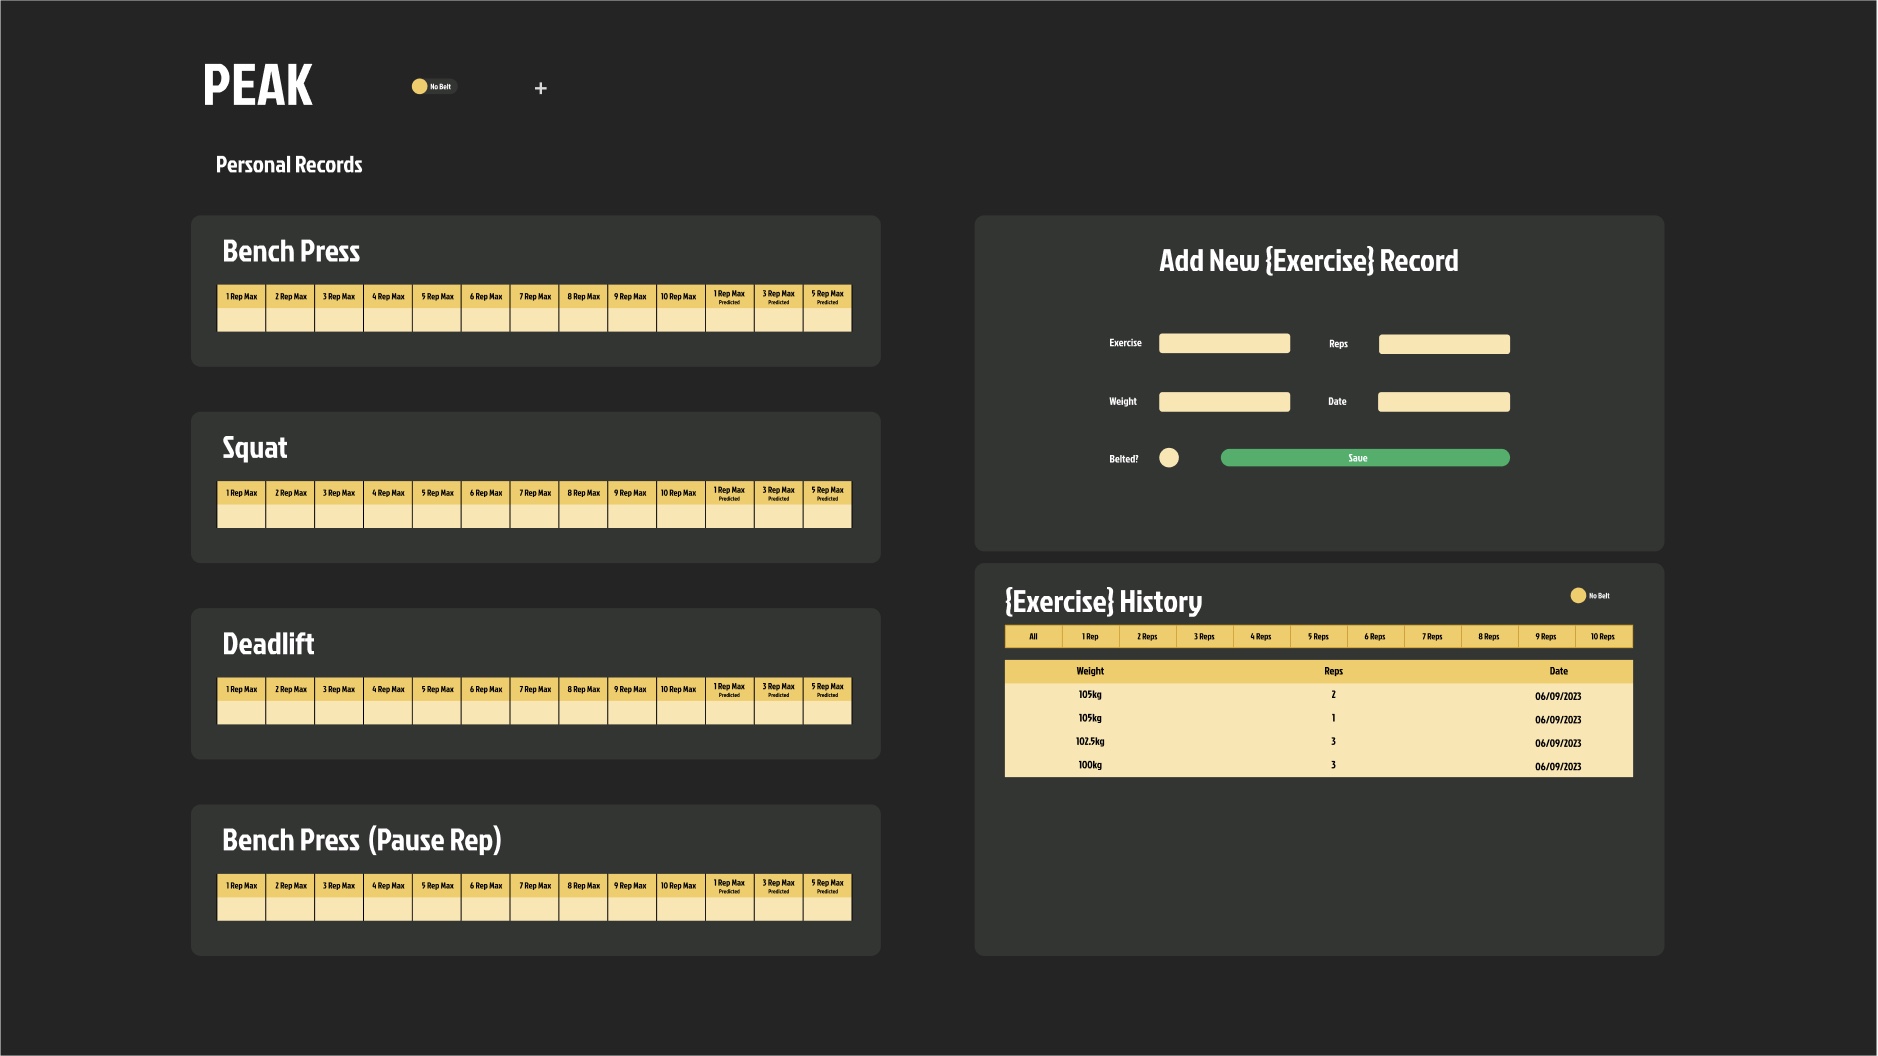 PEAK
No Belt
+
Personal Records
Bench Press
1 Rep Max 2 Rep Max 3 Rep Max 4 Rep Max 5 Rep Max 6 Rep Max 7 Rep Max 8 Rep Max 9 Rep Max 10 Rep Max 1 Rep Max 3 Rep Max 5 Rep Max
Predicted Predicted Predicted
Squat
1 Rep Max 2 Rep Max 3 Rep Max 4 Rep Max 5 Rep Max 6 Rep Max 7 Rep Max 8 Rep Max 9 Rep Max 10 Rep Max 1 Rep Max 3 Rep Max 5 Rep Max
Predicted Predicted Predicted
Deadlift
1 Rep Max 2 Rep Max 3 Rep Max 4 Rep Max 5 Rep Max 6 Rep Max 7 Rep Max 8 Rep Max 9 Rep Max 10 Rep Max 1 Rep Max 3 Rep Max 5 Rep Max
Predicted Predicted Predicted
Bench Press (Pause Rep)
1 Rep Max 2 Rep Max 3 Rep Max 4 Rep Max 5 Rep Max 6 Rep Max 7 Rep Max 8 Rep Max 9 Rep Max 10 Rep Max 1 Rep Max 3 Rep Max 5 Rep Max
Predicted Predicted Predicted
Add New {Exercise} Record
Exercise Reps
Weight Date
Belted? Save
{Exercise} History
No Belt
All 1 Rep 2 Reps 3 Reps 4 Reps 5 Reps 6 Reps 7 Reps 8 Reps 9 Reps 10 Reps
Weight Reps Date
105kg 2 06/09/2023
105kg 1 06/09/2023
102.5kg 3 06/09/2023
100kg 3 06/09/2023